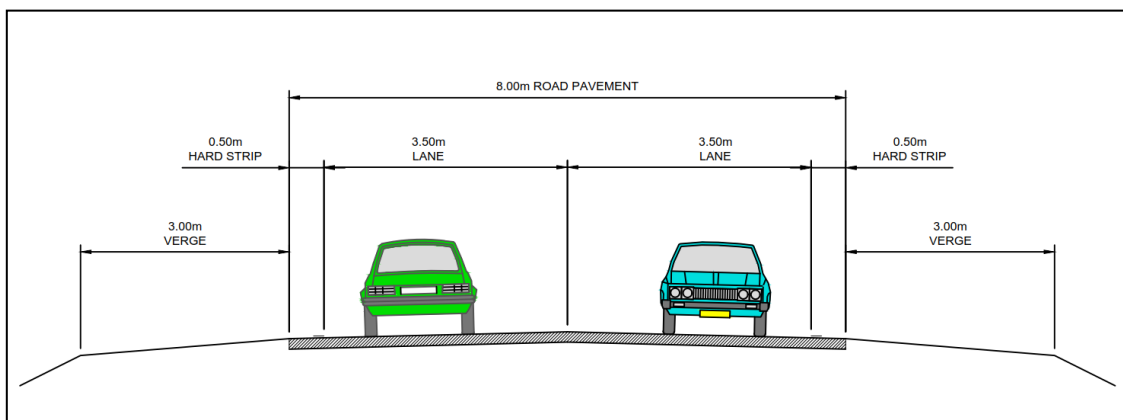 8.00m ROAD PAVEMENT
0.50m
HARD STRIP
3.50m
LANE
3.50m
LANE
0.50m
HARD STRIP
3.00m
VERGE
3.00m
VERGE